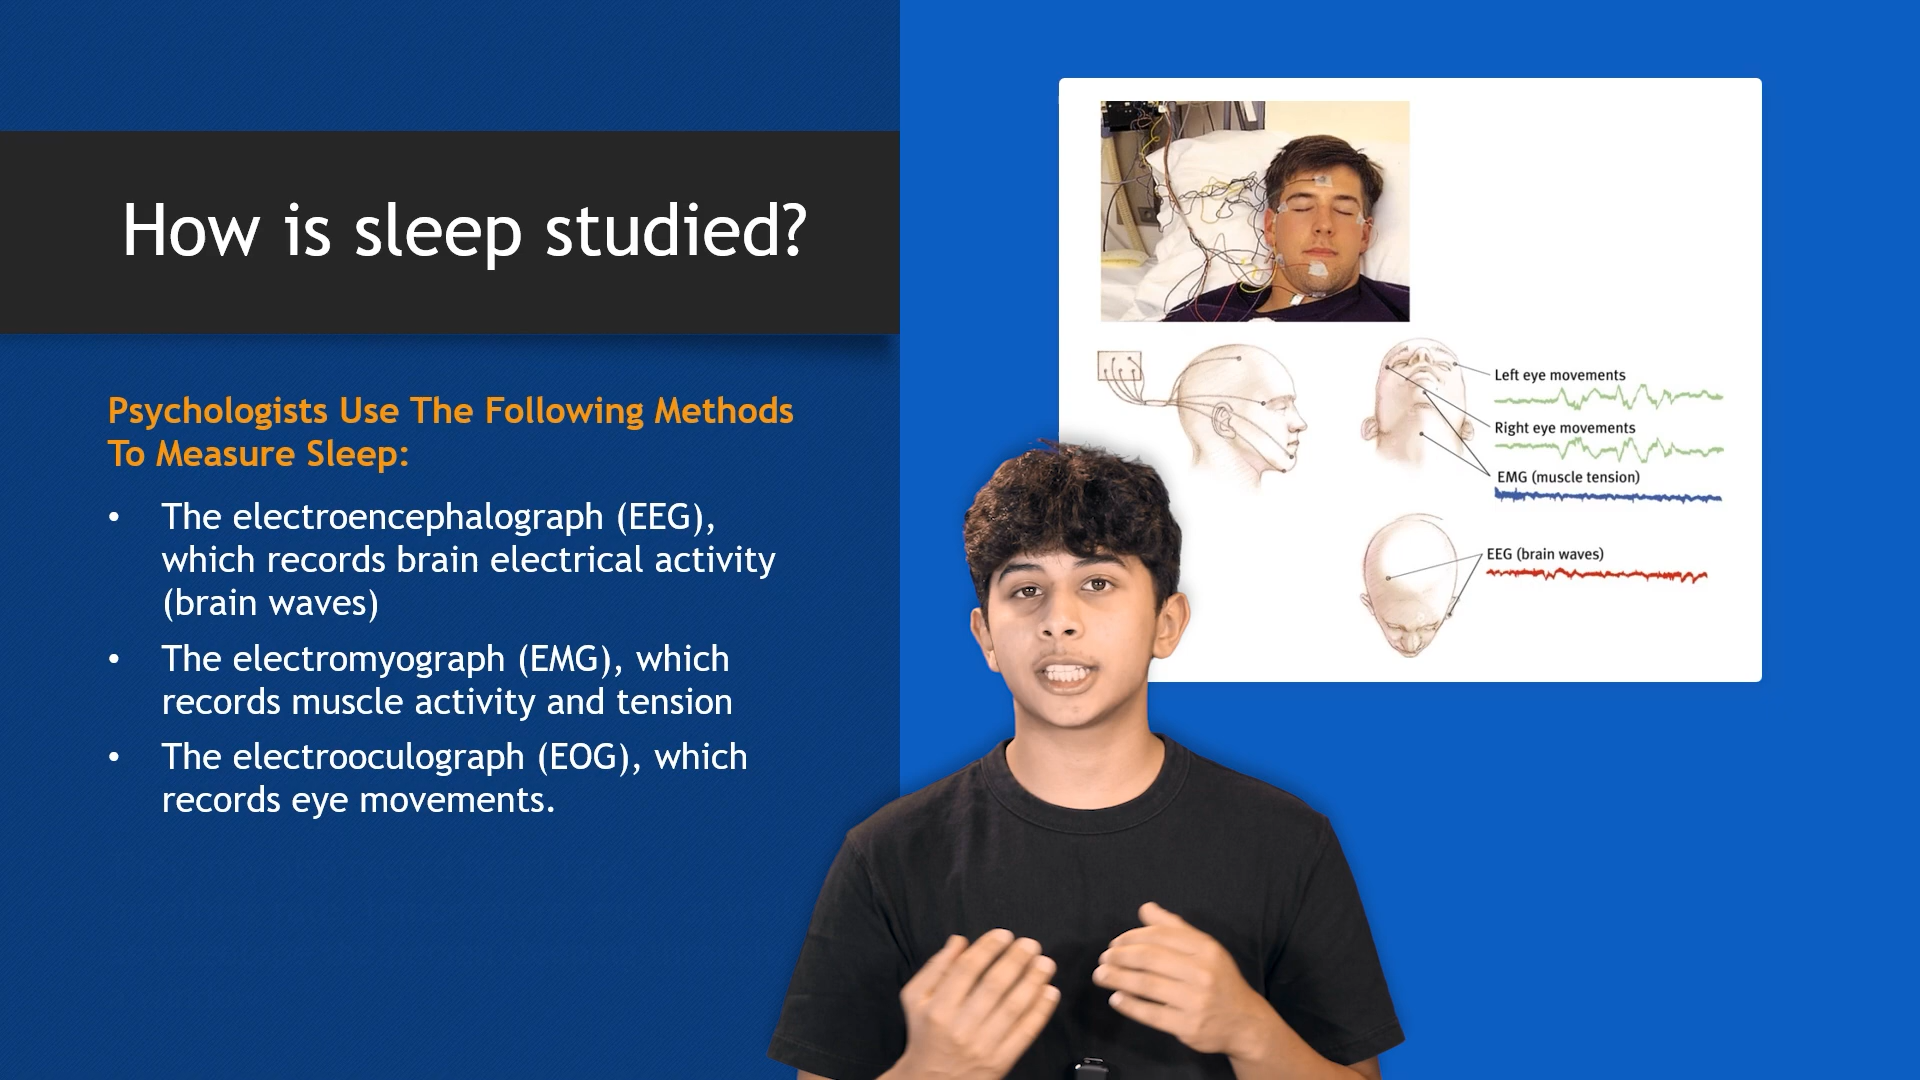 How is sleep studied?
Psychologists Use The Following Methods
To Measure Sleep:
• The electroencephalograph (EEG),
which records brain electrical activity
(brain waves)
• The electromyograph (EMG), which
records muscle activity and tension
• The electrooculograph (EOG), which
records eye movements.
Left eye movements
Right eye movements
EMG (muscle tension)
EEG (brain waves)